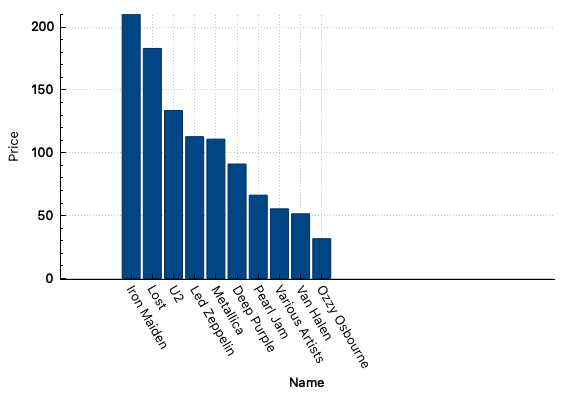 200
150
100
50
0
Price
Iron Maiden
Lost
U2
Led Zeppelin
Metallica
Deep Purple
Pearl Jam
Various Artists
Van Halen
Ozzy Osbourne
Name